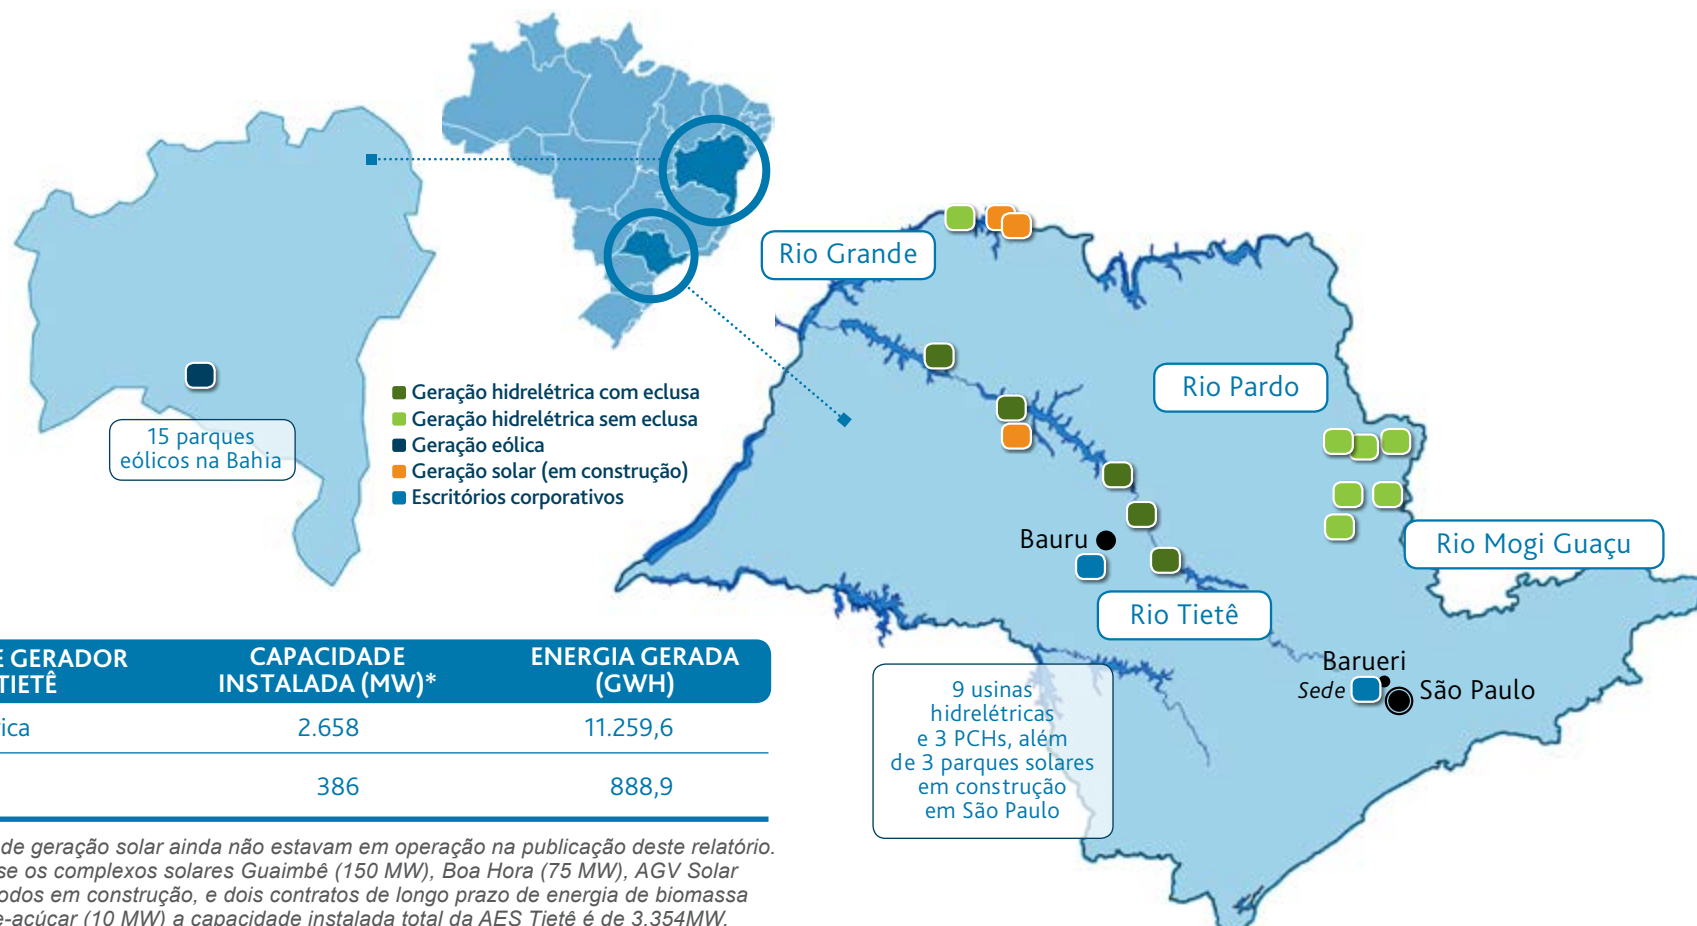 Rio Grande
Rio Pardo
Geração hidrelétrica com eclusa
Geração hidrelétrica sem eclusa
Geração eólica
Geração solar (em construção)
Escritórios corporativos
15 parques
eólicos na Bahia
Bauru
Rio Mogi Guaçu
Rio Tietê
Barueri
Sede
São Paulo
9 usinas
hidrelétricas
e 3 PCHs, além
de 3 parques solares
em construção
em São Paulo
E GERADOR
TIETÊ
CAPACIDADE
INSTALADA (MW)*
ENERGIA GERADA
(GWH)
ica 2.658 11.259,6
386 888,9
de geração solar ainda não estavam em operação na publicação deste relatório.
se os complexos solares Guaimbê (150 MW), Boa Hora (75 MW), AGV Solar
odos em construção, e dois contratos de longo prazo de energia de biomassa
e-açúcar (10 MW) a capacidade instalada total da AES Tietê é de 3.354MW.